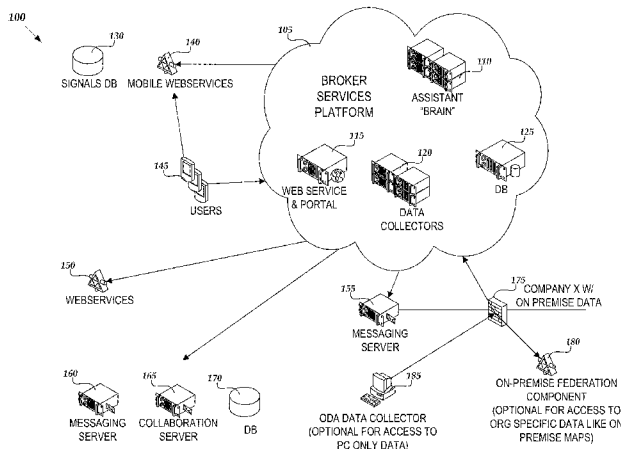 100
130
SIGNALS DB
140
MOBILE WEBSERVICES
105
BROKER
SERVICES
PLATFORM
110
ASSISTANT
"BRAIN"
115
WEB SERVICE
& PORTAL
120
DATA
COLLECTORS
125
DB
145
USERS
150
WEBSERVICES
155
MESSAGING
SERVER
175
COMPANY X W/
ON PREMISE DATA
160
MESSAGING
SERVER
165
COLLABORATION
SERVER
170
DB
185
ODA DATA COLLECTOR
(OPTIONAL FOR ACCESS TO
PC ONLY DATA)
180
ON-PREMISE FEDERATION
COMPONENT
(OPTIONAL FOR ACCESS TO
ORG SPECIFIC DATA LIKE ON
PREMISE MAPS)